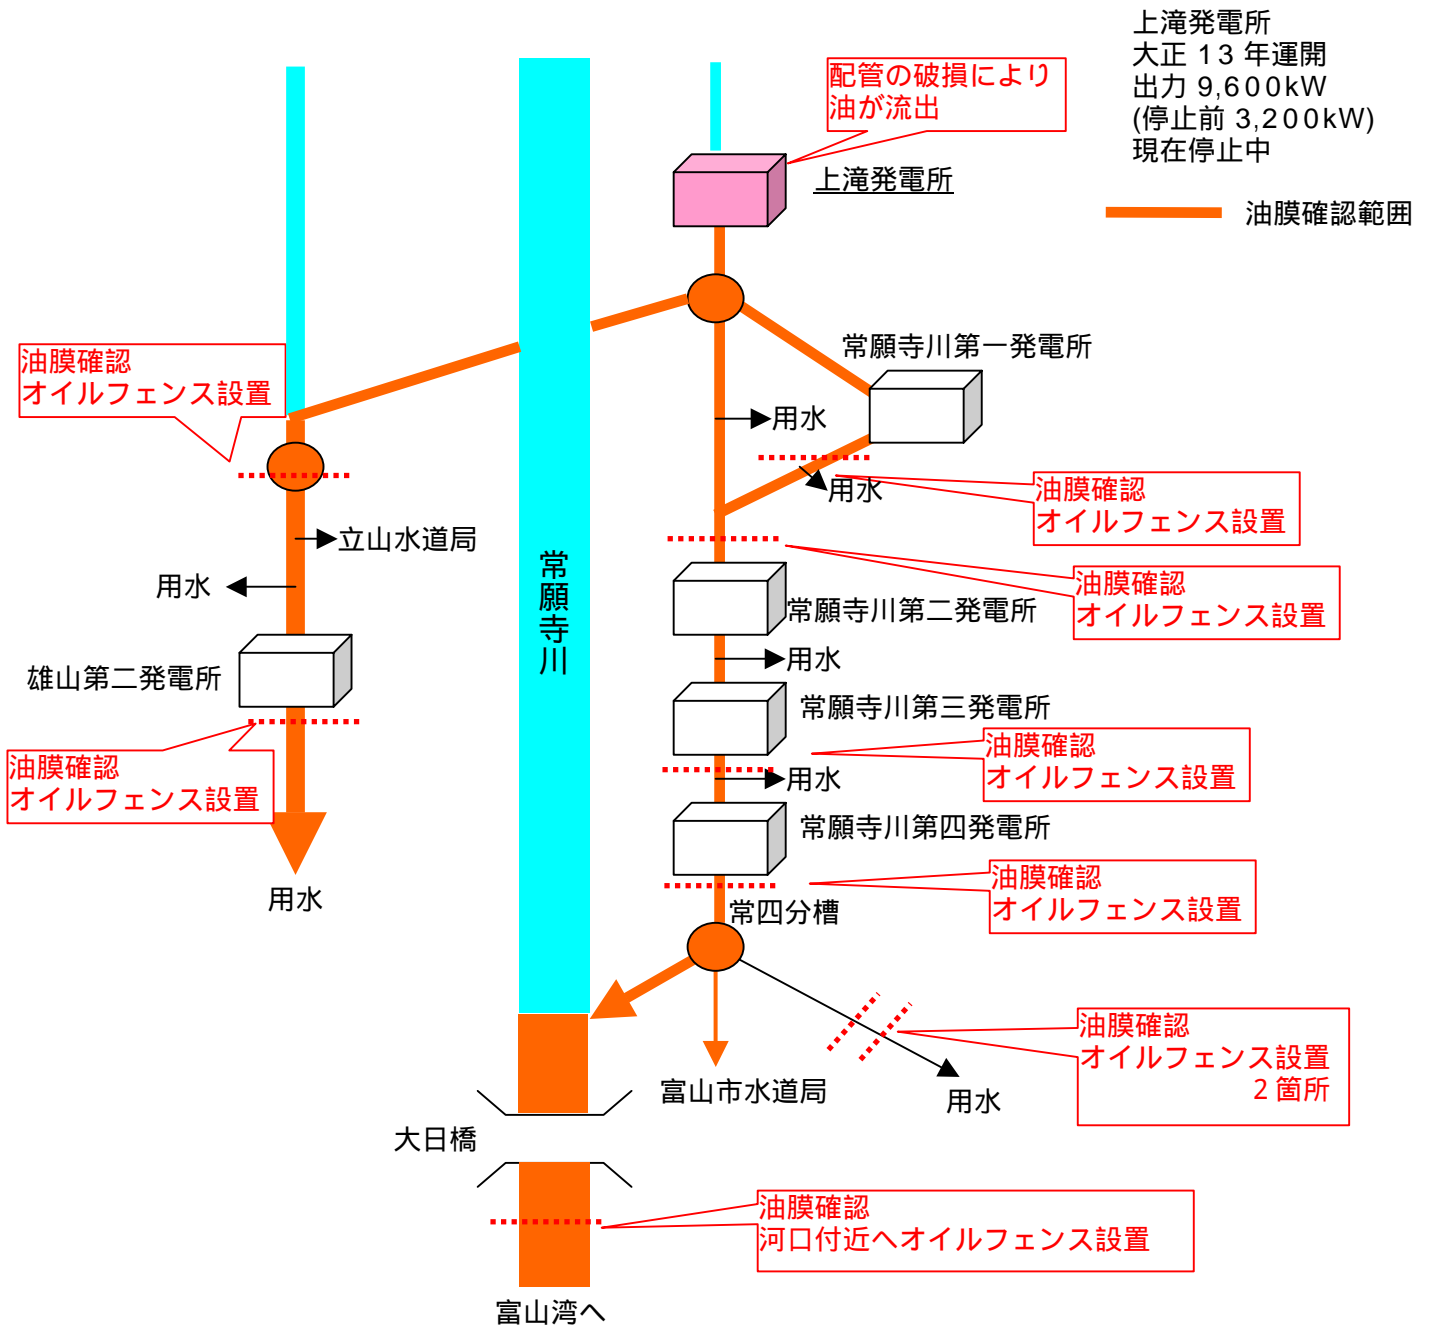 上滝発電所
大正 13 年運開
出力 9,600kW
(停止前 3,200kW)
現在停止中
配管の破損により
油が流出
上滝発電所
油膜確認範囲
常願寺川第一発電所
油膜確認
オイルフェンス設置
用水
用水
油膜確認
オイルフェンス設置
立山水道局
常願寺川
用水
油膜確認
オイルフェンス設置
常願寺川第二発電所
用水
雄山第二発電所
常願寺川第三発電所
油膜確認
オイルフェンス設置
油膜確認
オイルフェンス設置
用水
常願寺川第四発電所
油膜確認
オイルフェンス設置
用水
常四分槽
油膜確認
オイルフェンス設置
2 箇所
富山市水道局
用水
大日橋
油膜確認
河口付近へオイルフェンス設置
富山湾へ